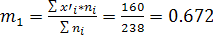 m₁ = (∑ x′ᵢ*nᵢ)/(∑ nᵢ) = 160/238 = 0.672